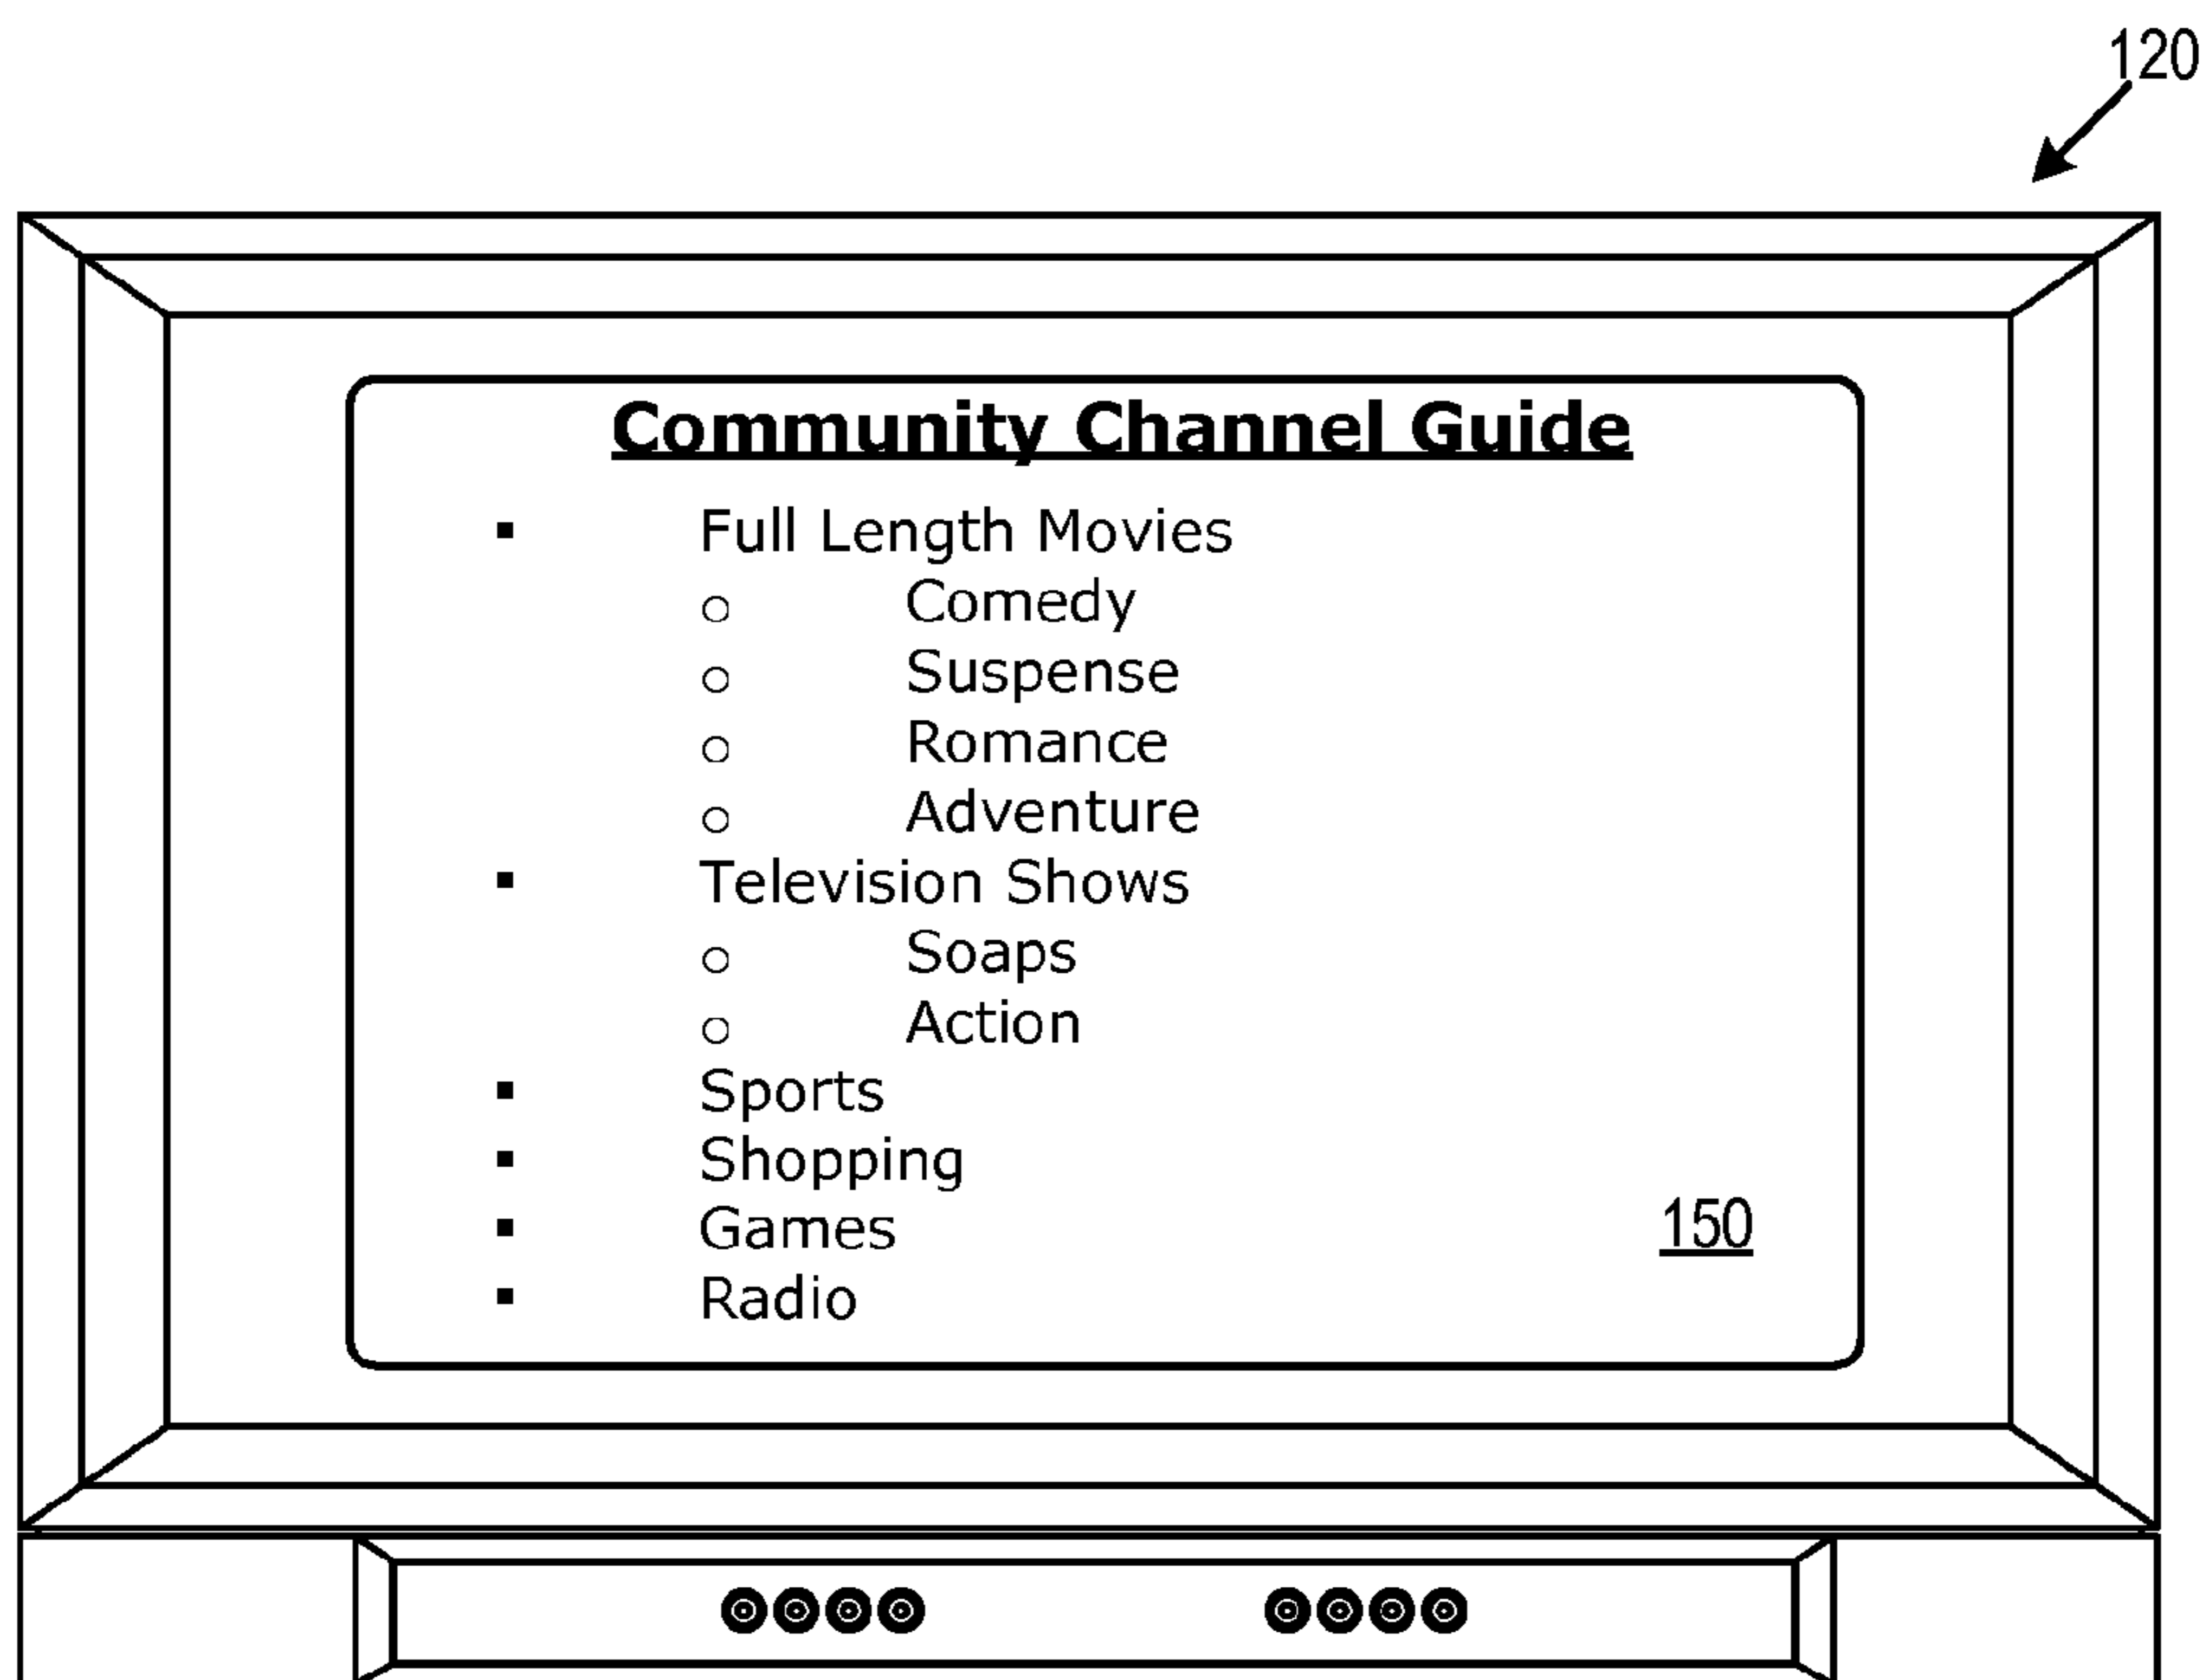 120
Community Channel Guide
▪ Full Length Movies
○ Comedy
○ Suspense
○ Romance
○ Adventure
▪ Television Shows
○ Soaps
○ Action
▪ Sports
▪ Shopping
▪ Games
▪ Radio
150